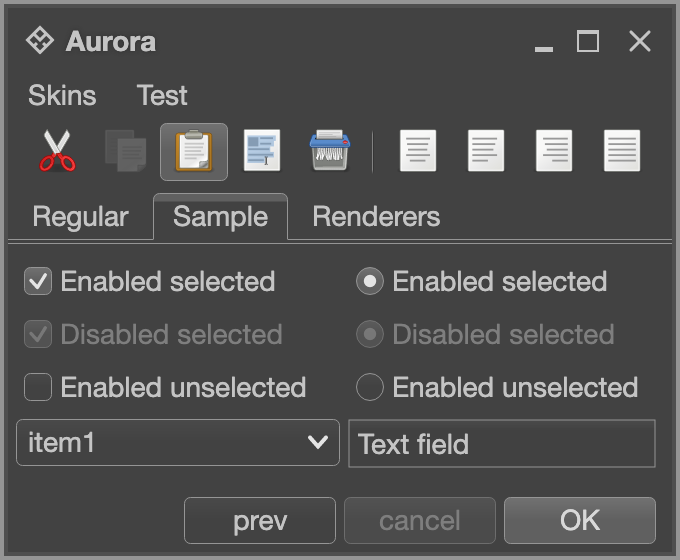 Aurora
Skins Test
Regular Sample Renderers
Enabled selected Enabled selected
Disabled selected Disabled selected
Enabled unselected Enabled unselected
item1 Text field
prev cancel OK